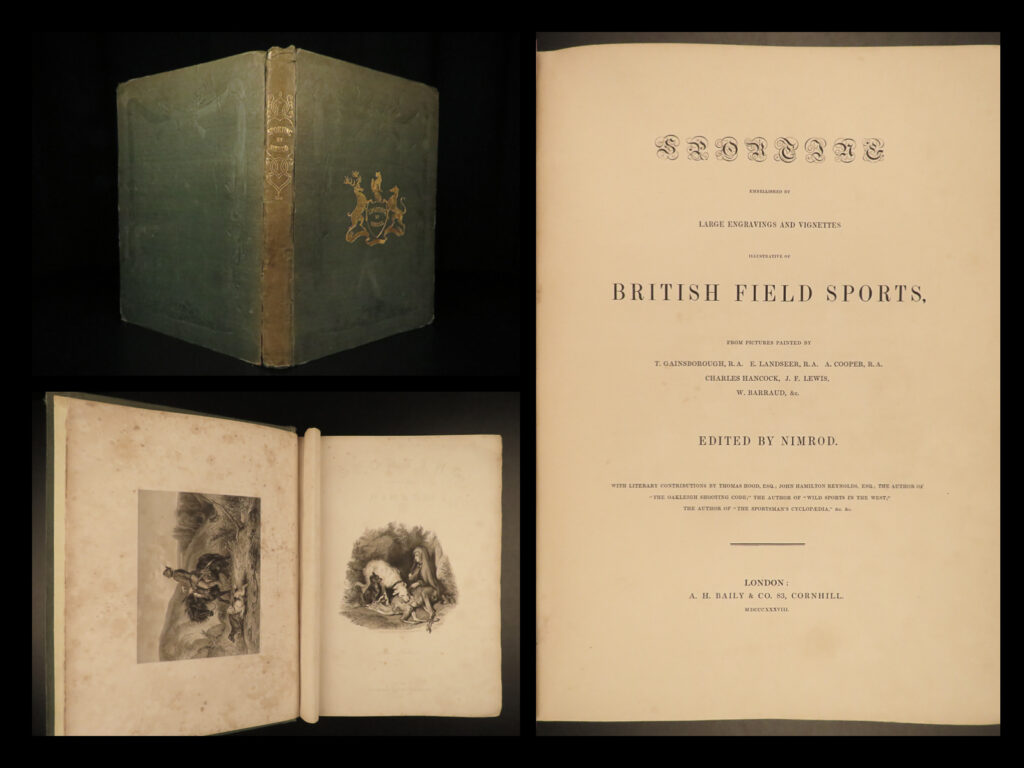 SPORTING
BY
NIMROD
SPORTING
EMBELLISHED BY
LARGE ENGRAVINGS AND VIGNETTES
ILLUSTRATIVE OF
BRITISH FIELD SPORTS,
FROM PICTURES PAINTED BY
T. GAINSBOROUGH, R.A. E. LANDSEER, R.A. A. COOPER, R.A.
CHARLES HANCOCK, J. F. LEWIS,
W. BARRAUD, &c.
EDITED BY NIMROD.
WITH LITERARY CONTRIBUTIONS BY THOMAS HOOD, ESQ.; JOHN HAMILTON REYNOLDS, ESQ.; THE AUTHOR OF
"THE OAKLEIGH SHOOTING CODE;" THE AUTHOR OF "WILD SPORTS IN THE WEST;"
THE AUTHOR OF "THE SPORTSMAN'S CYCLOPÆDIA," &c. &c.
LONDON:
A. H. BAILY & CO. 83, CORNHILL.
MDCCCXXXVIII.